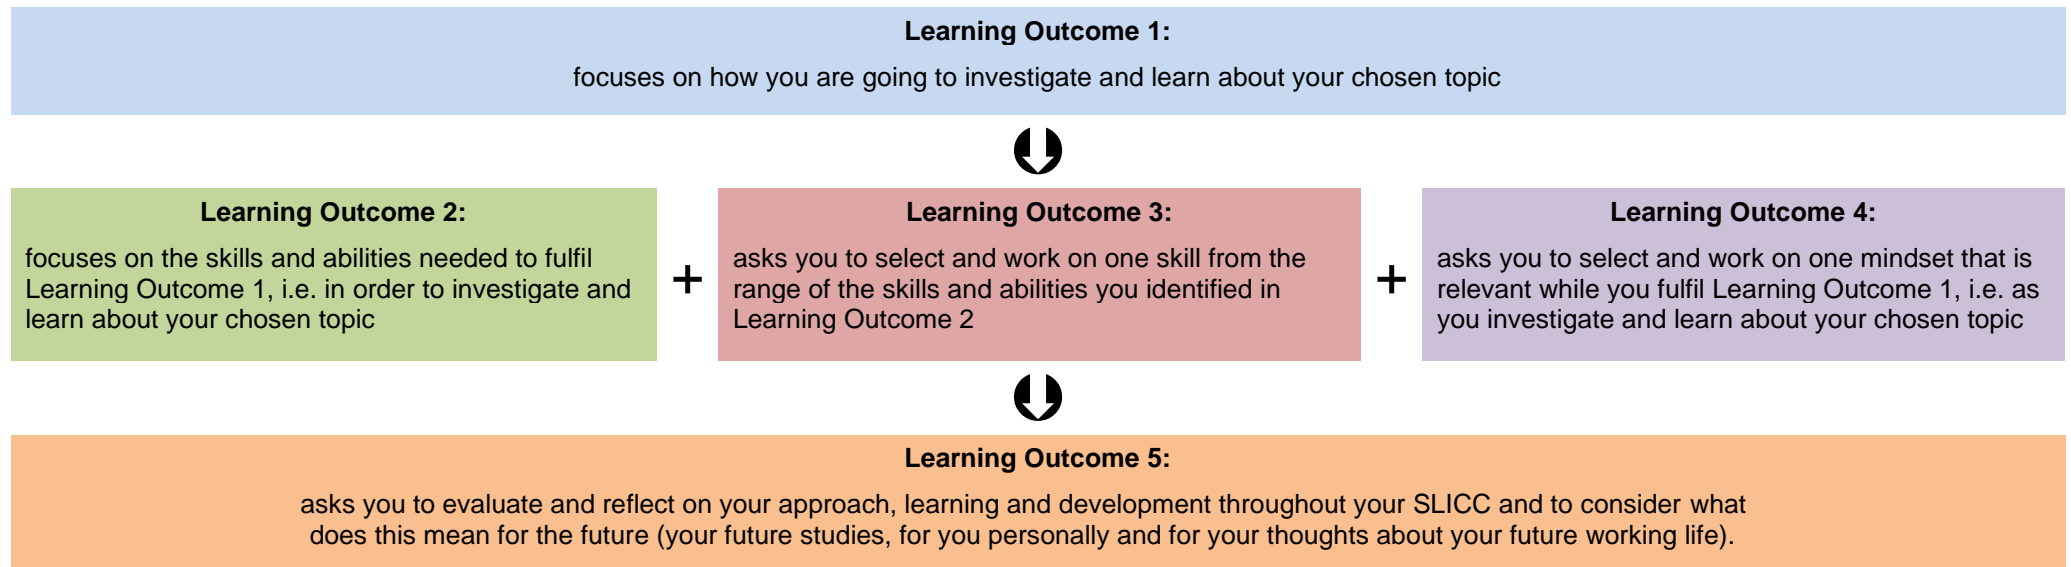 Learning Outcome 1:
focuses on how you are going to investigate and learn about your chosen topic
Learning Outcome 2:
focuses on the skills and abilities needed to fulfil
Learning Outcome 1, i.e. in order to investigate and
learn about your chosen topic
+
Learning Outcome 3:
asks you to select and work on one skill from the
range of the skills and abilities you identified in
Learning Outcome 2
+
Learning Outcome 4:
asks you to select and work on one mindset that is
relevant while you fulfil Learning Outcome 1, i.e. as
you investigate and learn about your chosen topic
Learning Outcome 5:
asks you to evaluate and reflect on your approach, learning and development throughout your SLICC and to consider what
does this mean for the future (your future studies, for you personally and for your thoughts about your future working life).